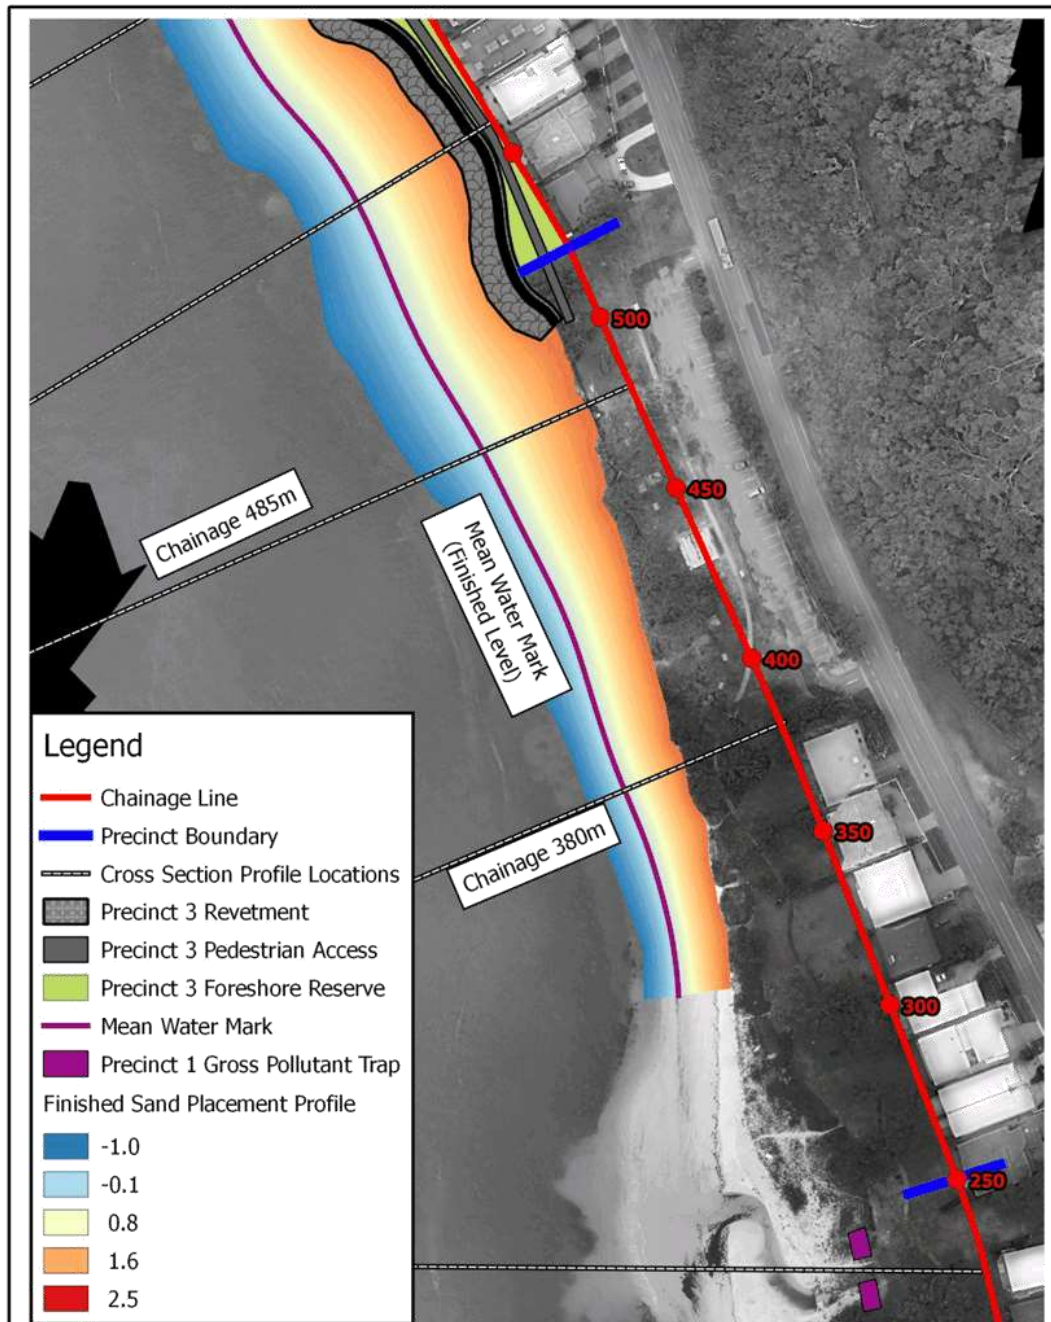 500
450
Chainage 485m
Mean Water Mark
(Finished Level)
400
Chainage 380m
350
300
250
Legend
Chainage Line
Precinct Boundary
Cross Section Profile Locations
Precinct 3 Revetment
Precinct 3 Pedestrian Access
Precinct 3 Foreshore Reserve
Mean Water Mark
Precinct 1 Gross Pollutant Trap
Finished Sand Placement Profile
-1.0
-0.1
0.8
1.6
2.5